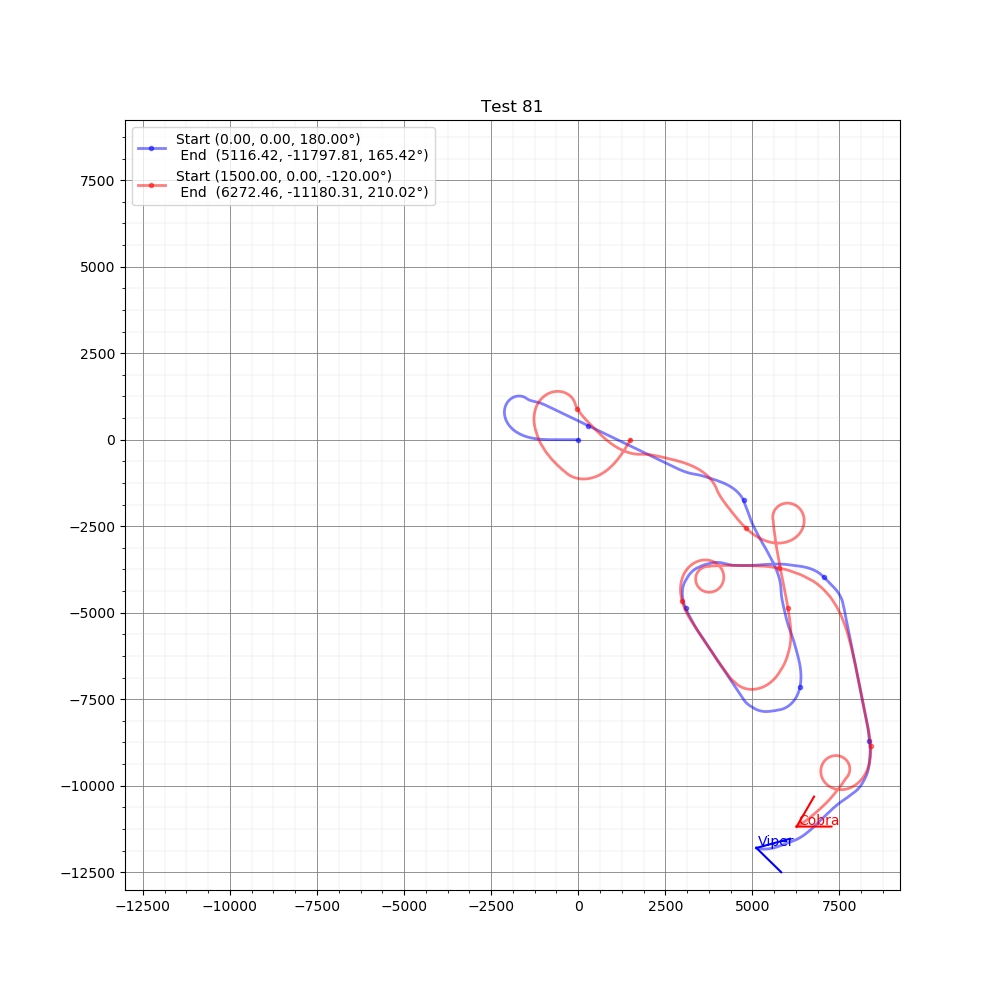 Test 81
Start (0.00, 0.00, 180.00°)
End (5116.42, -11797.81, 165.42°)
Start (1500.00, 0.00, -120.00°)
End (6272.46, -11180.31, 210.02°)
7500
5000
2500
0
−2500
−5000
−7500
−10000
−12500
Cobra
Viper
−12500 −10000 −7500 −5000 −2500 0 2500 5000 7500